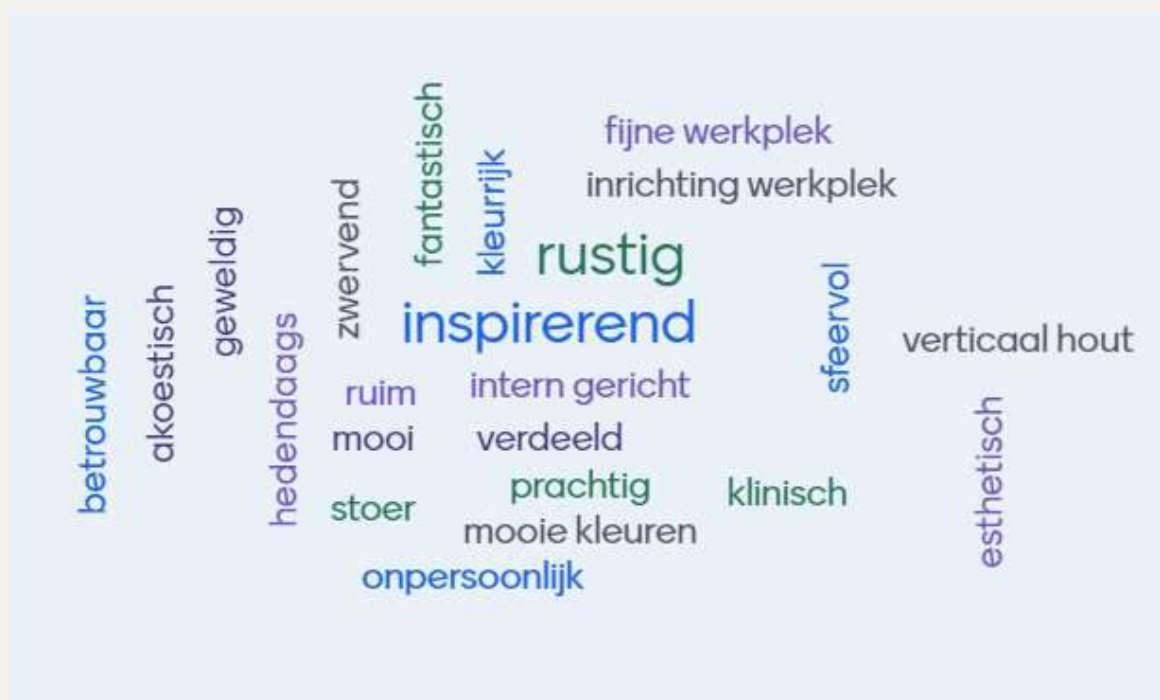 fantastisch
kleurrijk
fijne werkplek
inrichting werkplek
zwervend
geweldig
rustig
sfeervol
betrouwbaar
akoestisch
hedendaags
inspirerend
verticaal hout
ruim
intern gericht
mooi
verdeeld
esthetisch
prachtig
klinisch
stoer
mooie kleuren
onpersoonlijk